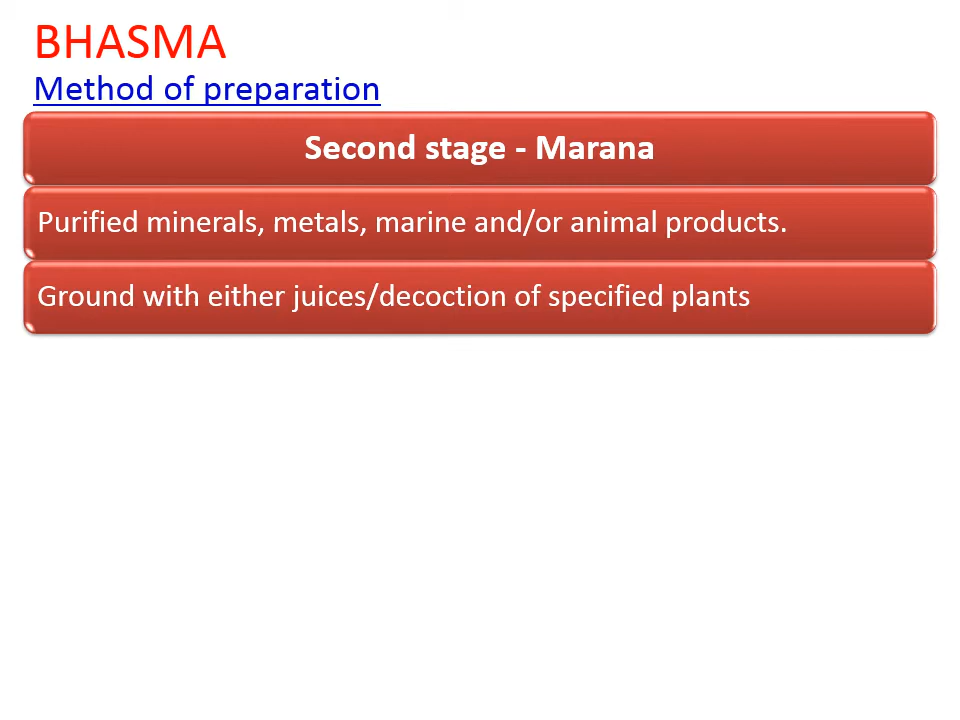 BHASMA
Method of preparation
Second stage - Marana
Purified minerals, metals, marine and/or animal products.
Ground with either juices/decoction of specified plants